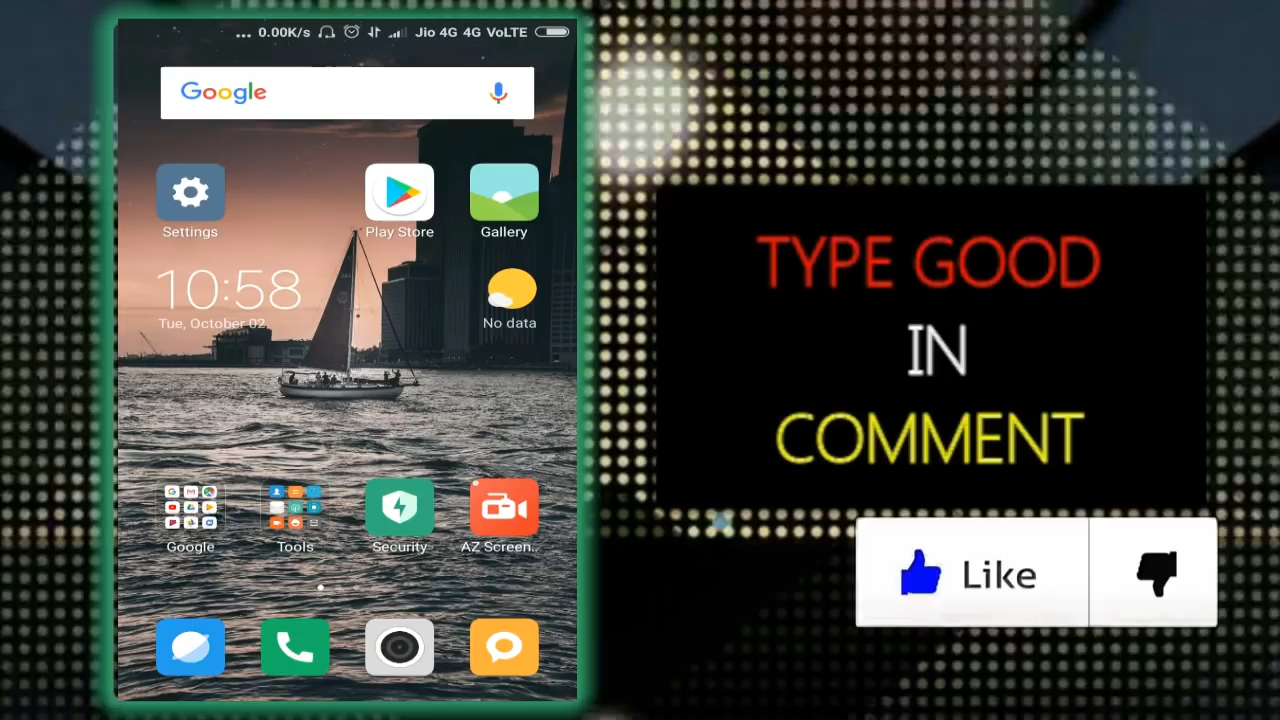 ... 0.00K/s Jio 4G 4G VoLTE
Google
Settings
Play Store
Gallery
10:58
Tue, October 02
No data
Google
Tools
Security
AZ Screen..
TYPE GOOD
IN
COMMENT
Like